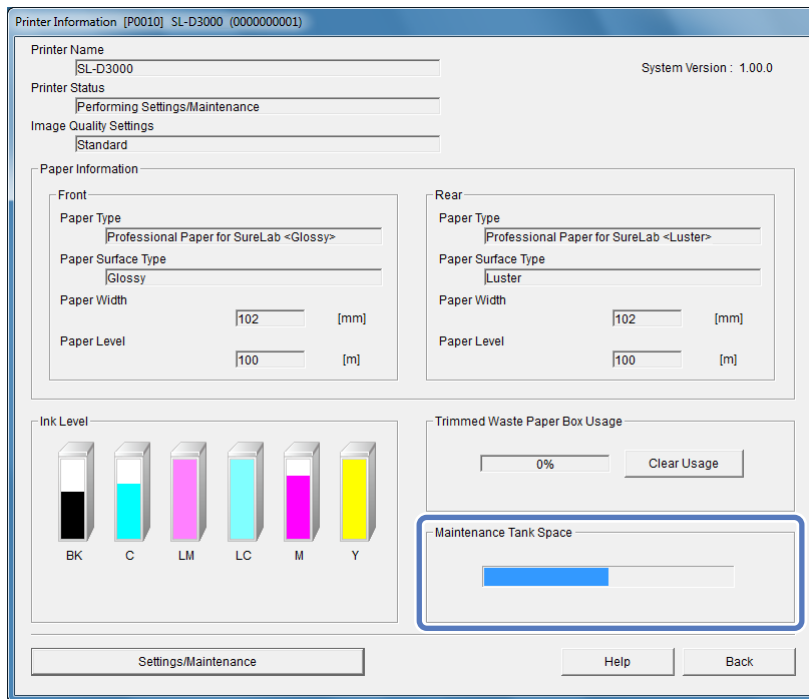 Printer Information [P0010] SL-D3000 (0000000001)
Printer Name
SL-D3000
System Version : 1.00.0
Printer Status
Performing Settings/Maintenance
Image Quality Settings
Standard
Paper Information
Front
Paper Type
Professional Paper for SureLab <Glossy>
Paper Surface Type
Glossy
Paper Width
102 [mm]
Paper Level
100 [m]
Rear
Paper Type
Professional Paper for SureLab <Luster>
Paper Surface Type
Luster
Paper Width
102 [mm]
Paper Level
100 [m]
Ink Level
BK C LM LC M Y
Trimmed Waste Paper Box Usage
0% Clear Usage
Maintenance Tank Space
Settings/Maintenance Help Back